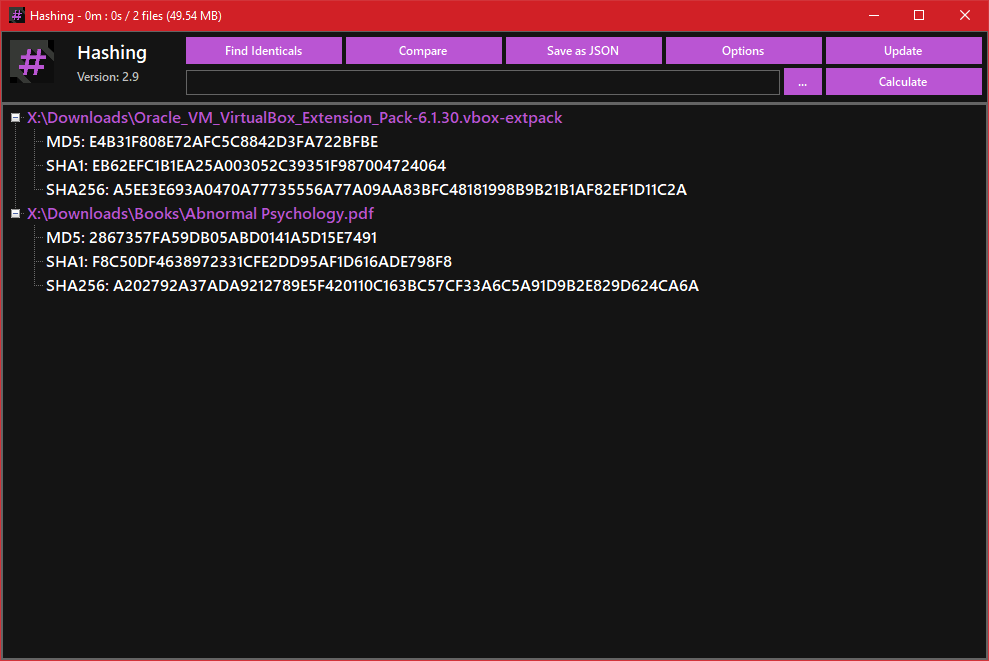 Hashing - 0m : 0s / 2 files (49.54 MB)
#
Hashing
Version: 2.9
Find Identicals
Compare
Save as JSON
Options
Update
...
Calculate
X:\Downloads\Oracle_VM_VirtualBox_Extension_Pack-6.1.30.vbox-extpack
MD5: E4B31F808E72AFC5C8842D3FA722BFBE
SHA1: EB62EFC1B1EA25A003052C39351F987004724064
SHA256: A5EE3E693A0470A77735556A77A09AA83BFC48181998B9B21B1AF82EF1D11C2A
X:\Downloads\Books\Abnormal Psychology.pdf
MD5: 2867357FA59DB05ABD0141A5D15E7491
SHA1: F8C50DF4638972331CFE2DD95AF1D616ADE798F8
SHA256: A202792A37ADA9212789E5F420110C163BC57CF33A6C5A91D9B2E829D624CA6A